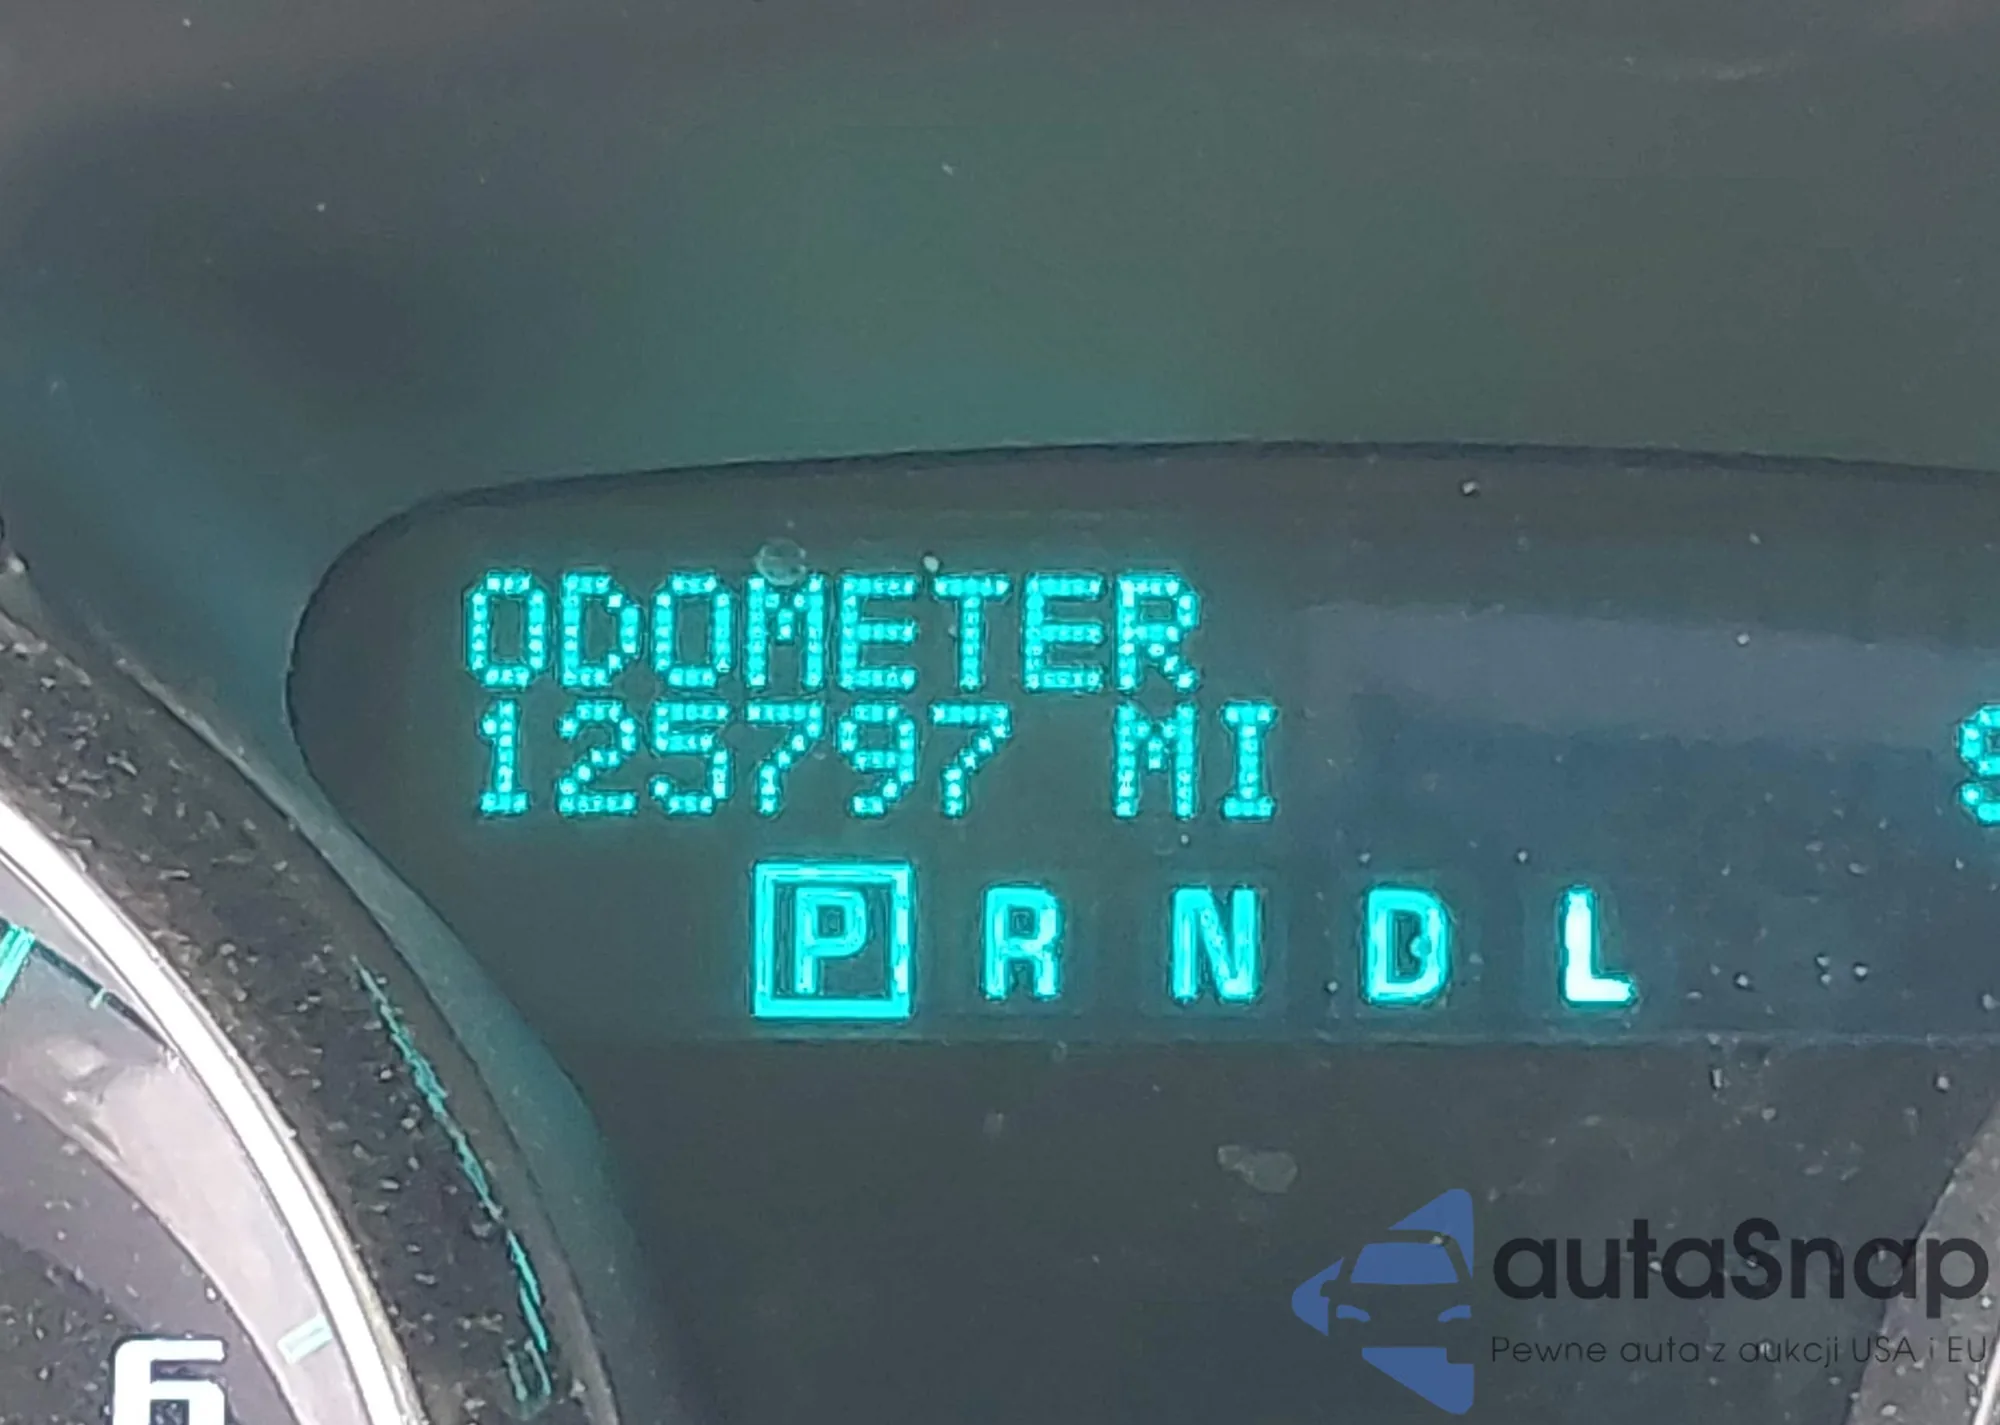 ODOMETER
125797 MI
P R N D L
6
autaSnap
Pewne auta z aukcji USA i EU